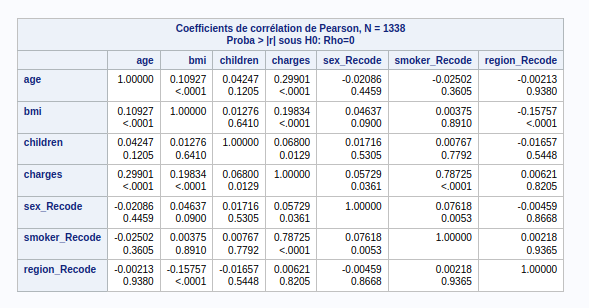 Coefficients de corrélation de Pearson, N = 1338
Proba > |r| sous H0: Rho=0
age bmi children charges sex_Recode smoker_Recode region_Recode
age 1.00000 0.10927 0.04247 0.29901 -0.02086 -0.02502 -0.00213
<.0001 0.1205 <.0001 0.4459 0.3605 0.9380
bmi 0.10927 1.00000 0.01276 0.19834 0.04637 0.00375 -0.15757
<.0001 0.6410 <.0001 0.0900 0.8910 <.0001
children 0.04247 0.01276 1.00000 0.06800 0.01716 0.00767 -0.01657
0.1205 0.6410 0.0129 0.5305 0.7792 0.5448
charges 0.29901 0.19834 0.06800 1.00000 0.05729 0.78725 0.00621
<.0001 <.0001 0.0129 0.0361 <.0001 0.8205
sex_Recode -0.02086 0.04637 0.01716 0.05729 1.00000 0.07618 -0.00459
0.4459 0.0900 0.5305 0.0361 0.0053 0.8668
smoker_Recode -0.02502 0.00375 0.00767 0.78725 0.07618 1.00000 0.00218
0.3605 0.8910 0.7792 <.0001 0.0053 0.9365
region_Recode -0.00213 -0.15757 -0.01657 0.00621 -0.00459 0.00218 1.00000
0.9380 <.0001 0.5448 0.8205 0.8668 0.9365